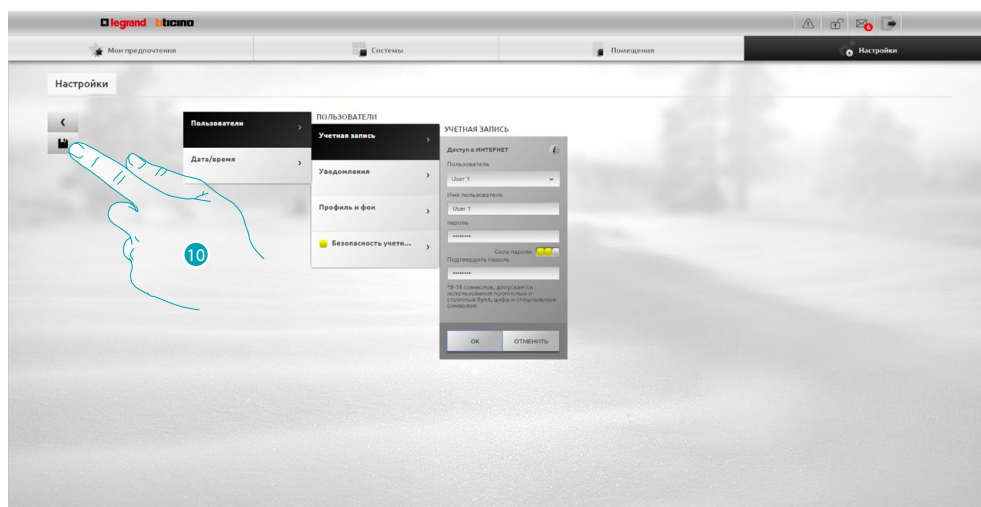 legrand bticino
6
Мои предпочтения
Системы
Помещения
Настройки
Настройки
Пользователи
Дата/время
ПОЛЬЗОВАТЕЛИ
Учетная запись
Уведомления
Профиль и фон
Безопасность учетн...
УЧЕТНАЯ ЗАПИСЬ
Доступ в ИНТЕРНЕТ
i
Пользователь
User 1
Имя пользователя
User 1
пароль
••••••••
Сила пароля
Подтвердить пароль
••••••••
*8-16 символов, допускается
использование прописных и
строчных букв, цифр и специальных
символов
ОК
ОТМЕНИТЬ
10